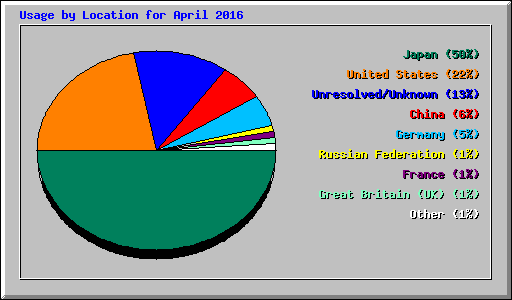 Usage by Location for April 2016
Japan (50%)
United States (22%)
Unresolved/Unknown (13%)
China (6%)
Germany (5%)
Russian Federation (1%)
France (1%)
Great Britain (UK) (1%)
Other (1%)